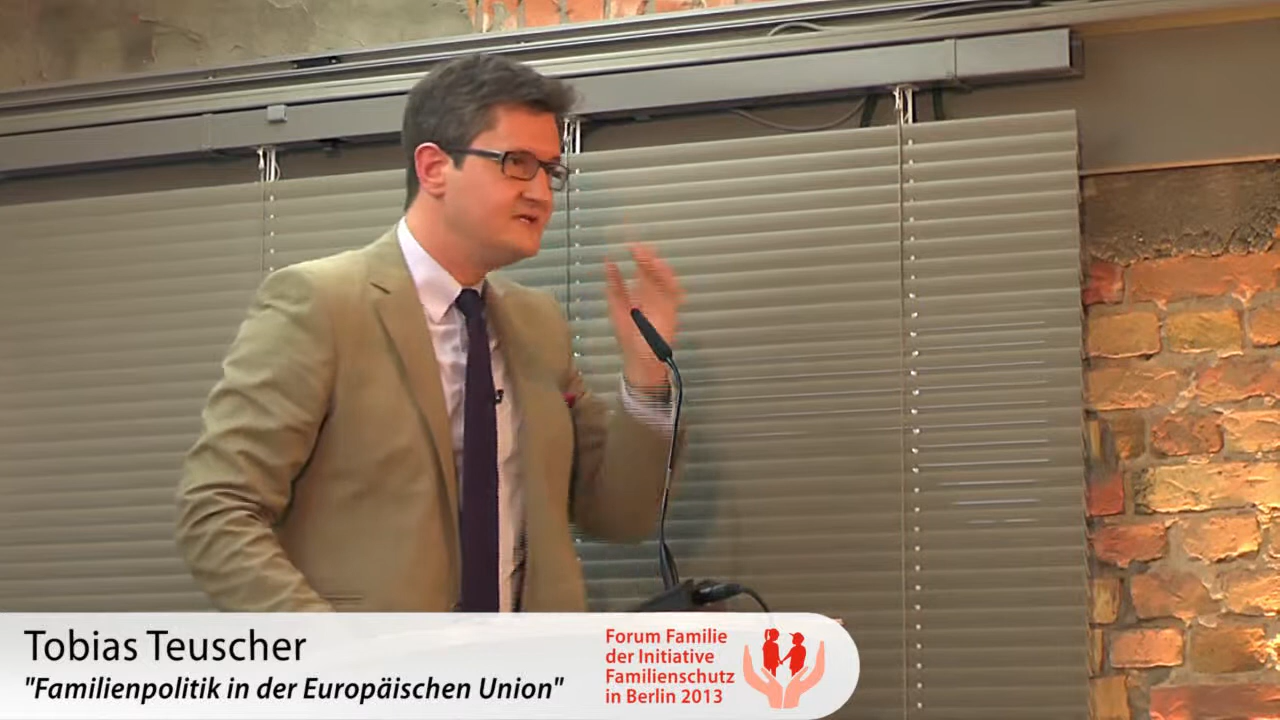 Tobias Teuscher
"Familienpolitik in der Europäischen Union"
Forum Familie
der Initiative
Familienschutz
in Berlin 2013